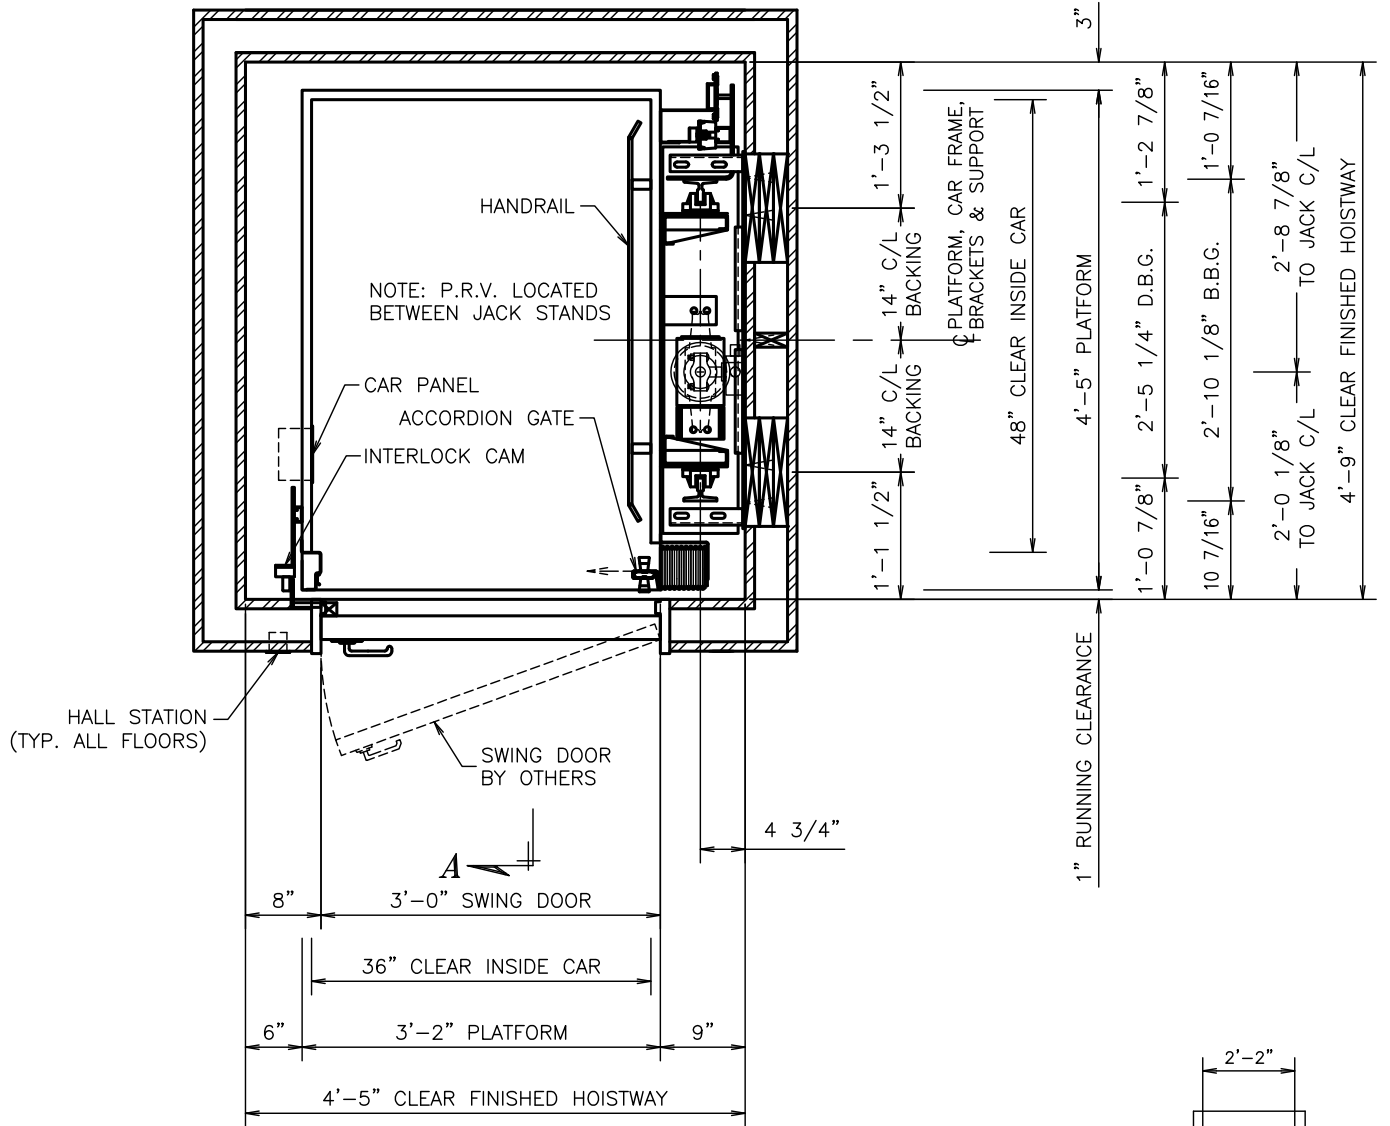 HANDRAIL
NOTE: P.R.V. LOCATED
BETWEEN JACK STANDS
CAR PANEL
ACCORDION GATE
INTERLOCK CAM
HALL STATION
(TYP. ALL FLOORS)
SWING DOOR
BY OTHERS
A
4 3/4"
8"
3'-0" SWING DOOR
36" CLEAR INSIDE CAR
6"
3'-2" PLATFORM
9"
4'-5" CLEAR FINISHED HOISTWAY
1'-3 1/2"
14" C/L
BACKING
14" C/L
BACKING
1'-1 1/2"
℄ PLATFORM, CAR FRAME,
BRACKETS & SUPPORT
48" CLEAR INSIDE CAR
3"
4'-5" PLATFORM
1" RUNNING CLEARANCE
1'-2 7/8"
2'-5 1/4" D.B.G.
1'-0 7/8"
1'-0 7/16"
2'-10 1/8" B.B.G.
10 7/16"
2'-8 7/8"
TO JACK C/L
2'-0 1/8"
TO JACK C/L
4'-9" CLEAR FINISHED HOISTWAY
2'-2"